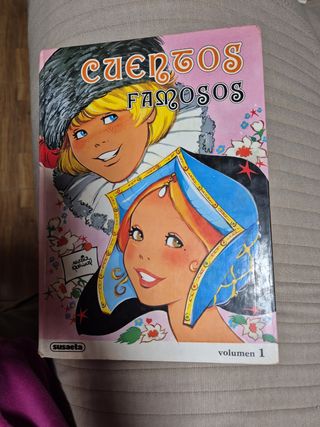 CUENTOS
FAMOSOS
susaeta
volumen 1